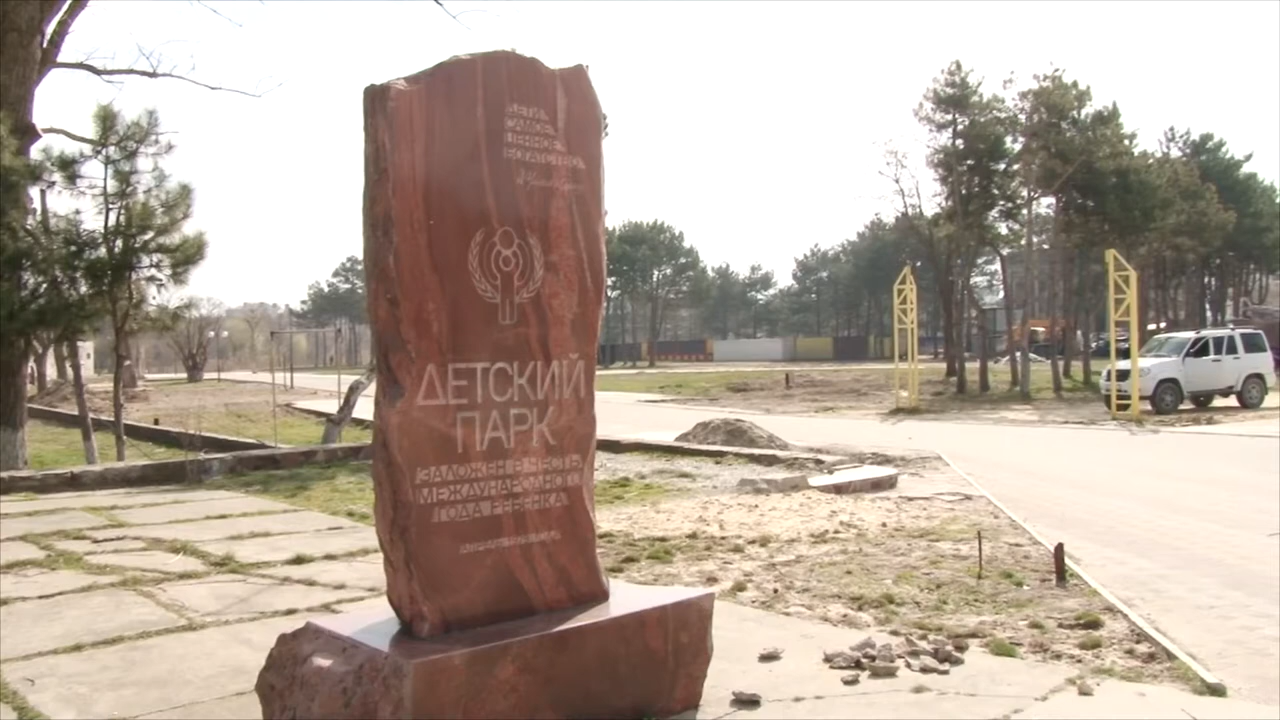 ДЕТИ
САМОЕ
ЦЕННОЕ
БОГАТСТВО
ДЕТСКИЙ
ПАРК
ЗАЛОЖЕН В ЧЕСТЬ
МЕЖДУНАРОДНОГО
ГОДА РЕБЕНКА